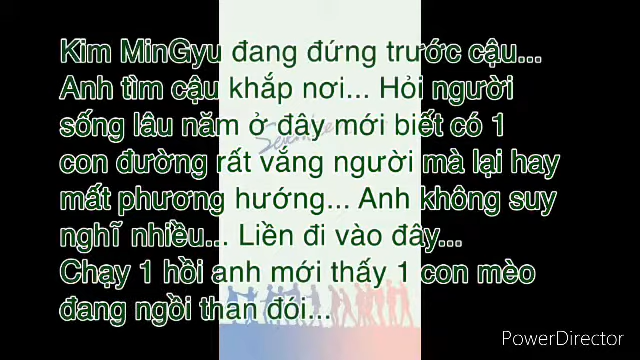 Kim MinGyu đang đứng trước cậu...
Anh tìm cậu khắp nơi... Hỏi người
sống lâu năm ở đây mới biết có 1
con đường rất vắng người mà lại hay
mất phương hướng... Anh không suy
nghĩ nhiều... Liền đi vào đây...
Chạy 1 hồi anh mới thấy 1 con mèo
đang ngồi than đói...
PowerDirector